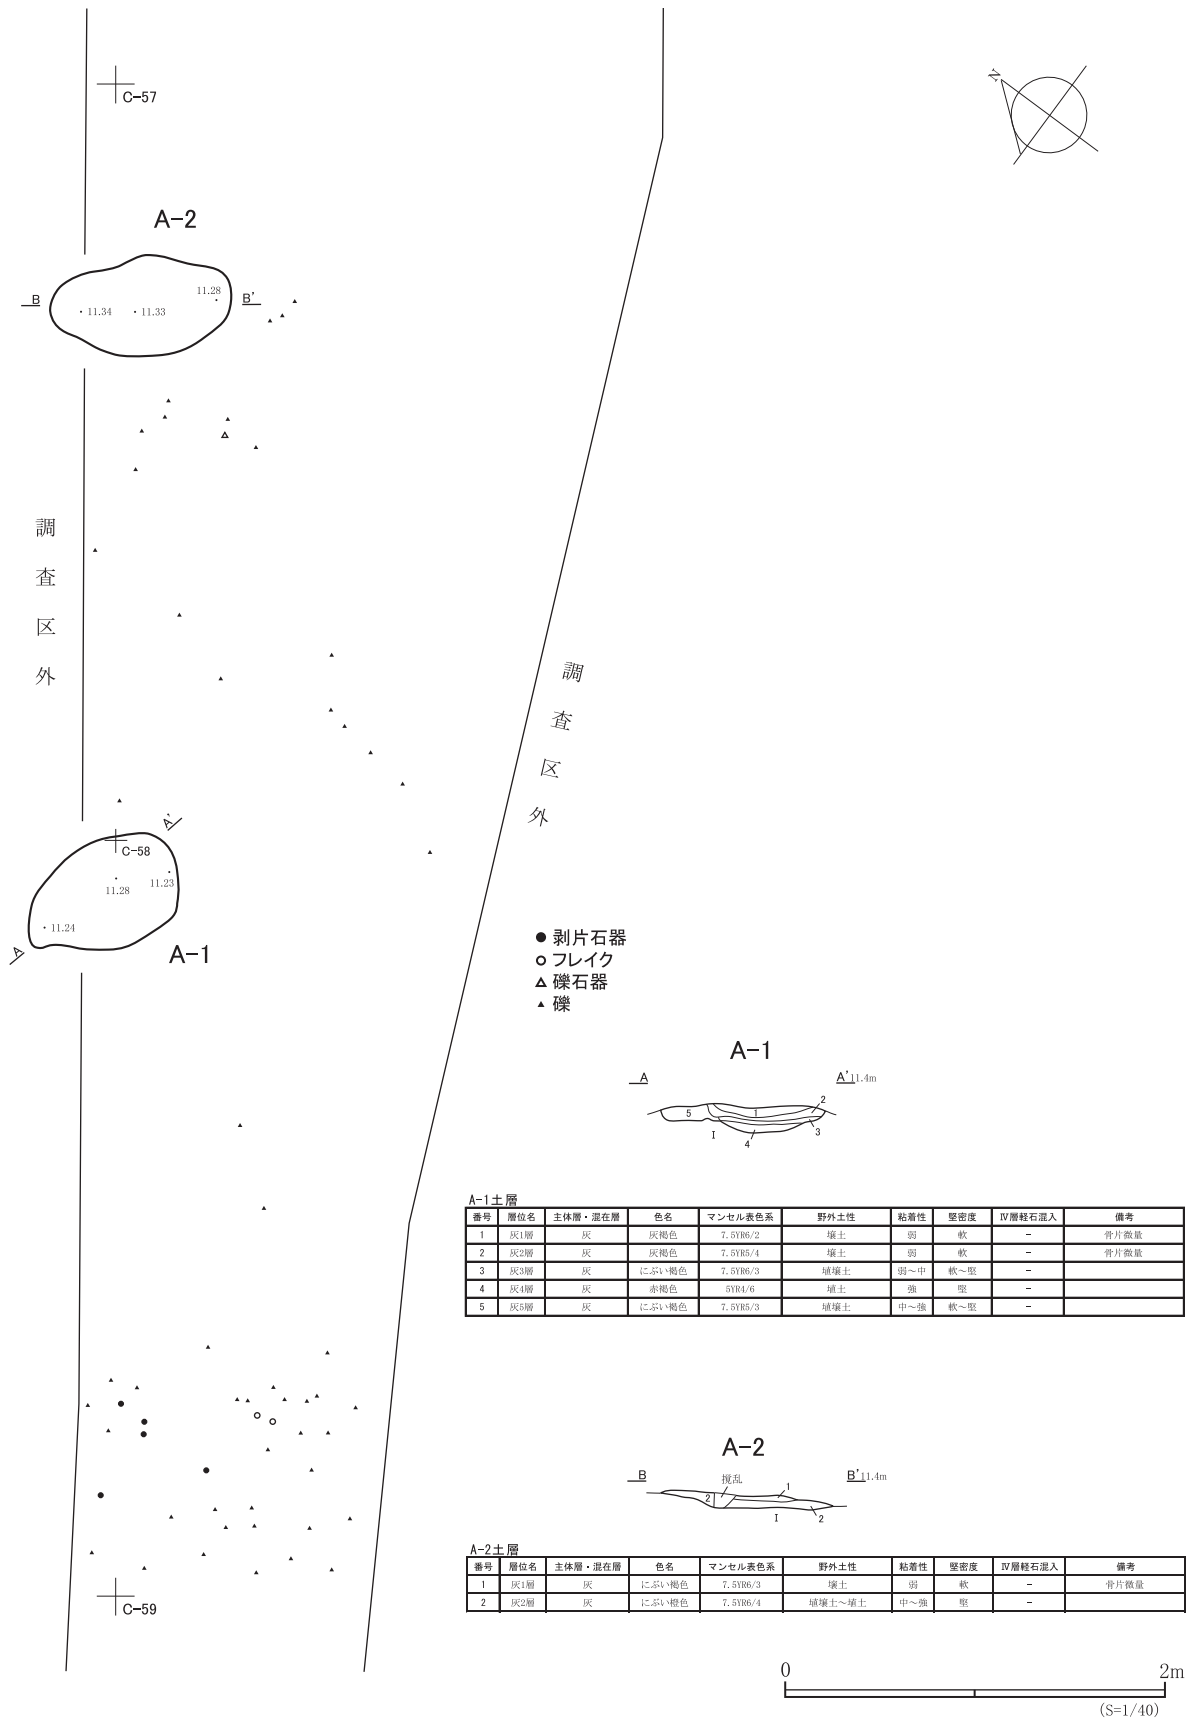 C-57
N
A-2
B
B'
11.34
11.33
11.28
調査区外
調査区外
A'
C-58
11.28
11.23
11.24
A
A-1
剥片石器
フレイク
礫石器
礫
A-1
A
A' 11.4m
5
1
2
3
4
I
A-1土層
番号 層位名 主体層・混在層 色名 マンセル表色系 野外土性 粘着性 堅密度 Ⅳ層軽石混入 備考
1 灰1層 灰 灰褐色 7.5YR6/2 壌土 弱 軟 － 骨片微量
2 灰2層 灰 灰褐色 7.5YR5/4 壌土 弱 軟 － 骨片微量
3 灰3層 灰 にぶい褐色 7.5YR6/3 埴壌土 弱～中 軟～堅 －
4 灰4層 灰 赤褐色 5YR4/6 埴土 強 堅 －
5 灰5層 灰 にぶい褐色 7.5YR5/3 埴壌土 中～強 軟～堅 －
A-2
B
撹乱
B' 11.4m
2
1
I
2
A-2土層
番号 層位名 主体層・混在層 色名 マンセル表色系 野外土性 粘着性 堅密度 Ⅳ層軽石混入 備考
1 灰1層 灰 にぶい褐色 7.5YR6/3 壌土 弱 軟 － 骨片微量
2 灰2層 灰 にぶい橙色 7.5YR6/4 埴壌土～埴土 中～強 堅 －
C-59
0
2m
(S=1/40)